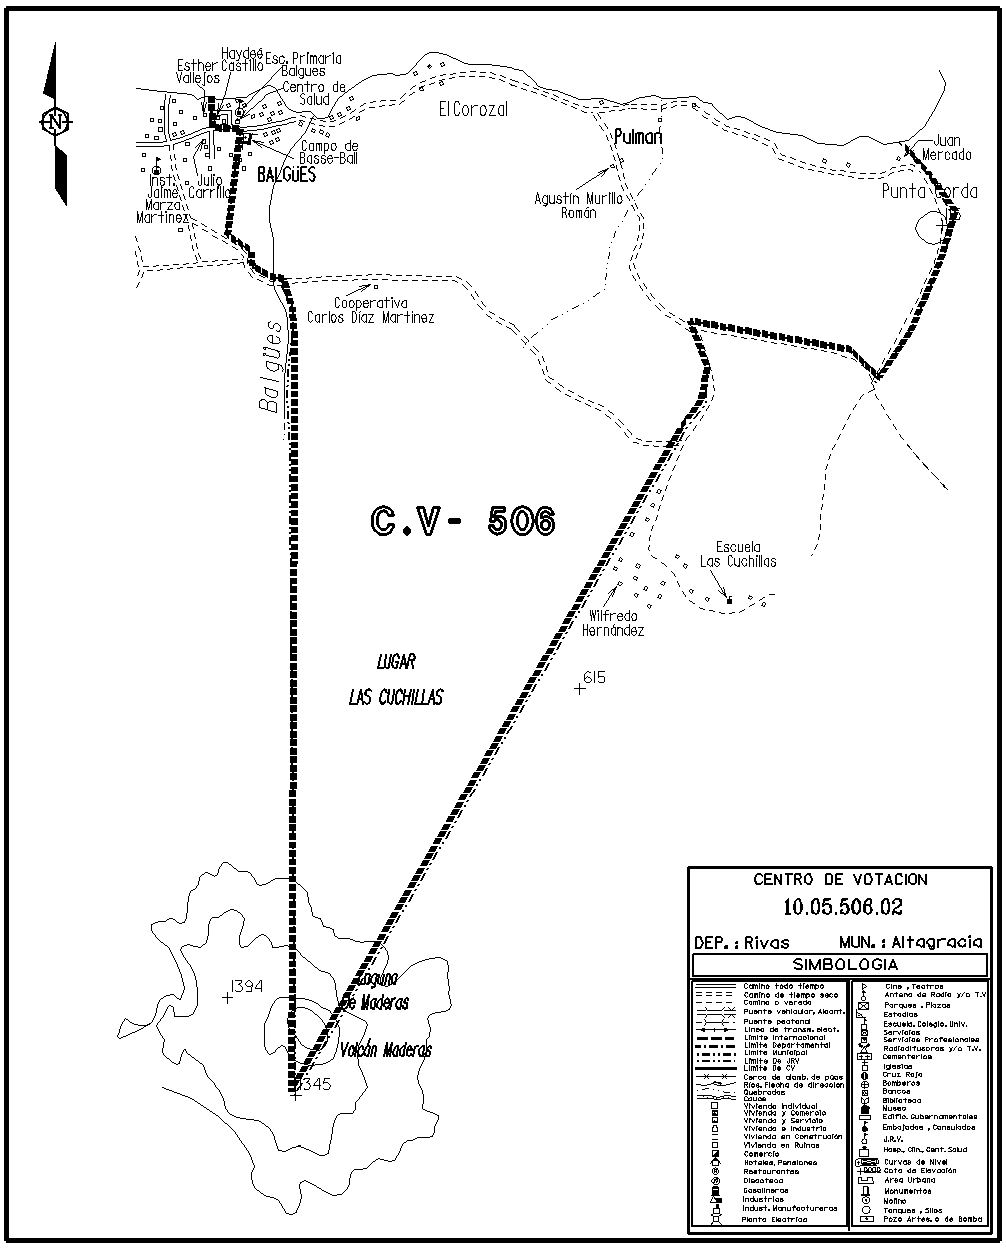 Haydeé
Castillo
Esther
Vallejos
Esc. Primaria
Balgues
Centro de
Salud
El Corozal
Pulman
Juan
Mercado
Campo de
Basse-Ball
BALGÜES
Inst.
Jaime
Marza
Martínez
Julio
Carrillo
Agustín Murillo
Román
Punta Gorda
N
Cooperativa
Carlos Díaz Martinez
Balgües
C.V- 506
Escuela
Las Cuchillas
Wilfredo
Hernández
LUGAR
LAS CUCHILLAS
615
1394
Laguna
De Maderas
Volcán Maderas
1345
CENTRO DE VOTACION
10.05.506.02
DEP. : Rivas
MUN. : Altagracia
SIMBOLOGIA
Camino todo tiempo
Camino de tiempo seco
Camino o vereda
Puente vehicular, Alcant.
Puente peatonal
Linea de transm. elect.
Limite Internacional
Limite Departamental
Limite Municipal
Limite De JRV
Limite De CV
Cerca de alamb. de púas
Ríos, Flecha de direccion
Quebradas
Cauce
Vivienda Individual
Vivienda y Comercio
Vivienda y Servicio
Vivienda e Industria
Vivienda en Construción
Vivienda en Ruinas
Comercio
Hoteles, Pensiones
Restaurantes
Discoteca
Gasolineras
Industrias
Indust. Manufactureras
Planta Electrica
Cine , Teatros
Antena de Radio y/o T.V
Parques , Plazas
Estadios
Escuela, Colegio, Univ.
Servicios
Servicios Profesionales
Radiodifusoras y/o T.V.
Cementerios
Iglesias
Cruz Roja
Bomberos
Bancos
Biblioteca
Museo
Edific. Gubernamentales
Embajadas , Consulados
J.R.V.
Hosp., Clin., Cent. Salud
Curvas de Nivel
Cota de Elevación
Area Urbana
Monumentos
Molino
Tanques , Silos
Pozo Artes. o de Bomba